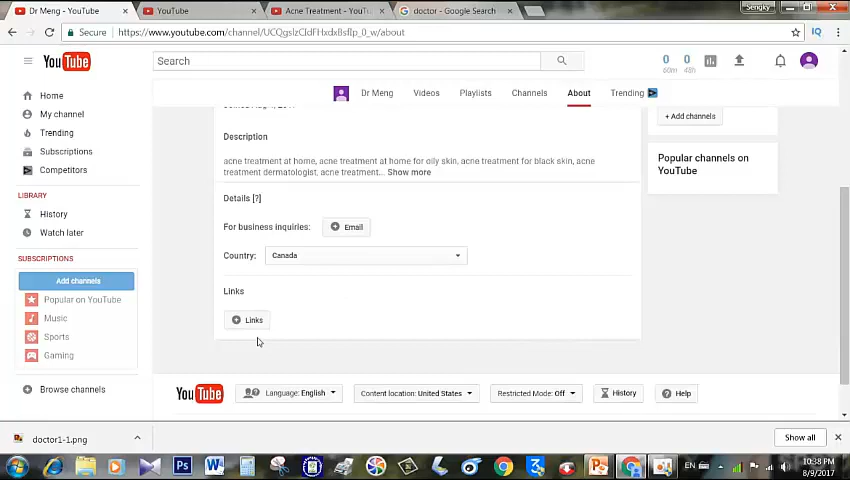 Dr Meng - YouTube
YouTube
Acne Treatment - YouTu
doctor - Google Search
Sengky
Secure
https://www.youtube.com/channel/
/about
YouTube
Search
0
60m
0
48h
Dr Meng
Videos
Playlists
Channels
About
Trending
Home
My channel
Trending
Subscriptions
Competitors
LIBRARY
History
Watch later
SUBSCRIPTIONS
Add channels
Popular on YouTube
Music
Sports
Gaming
Browse channels
Description
acne treatment at home, acne treatment at home for oily skin, acne treatment for black skin, acne
treatment dermatologist, acne treatment... Show more
Details [?]
For business inquiries:
Email
Country:
Canada
Links
Links
+ Add channels
Popular channels on
YouTube
YouTube
Language: English
Content location: United States
Restricted Mode: Off
History
Help
doctor1-1.png
Show all
EN
10:38 PM
8/9/2017